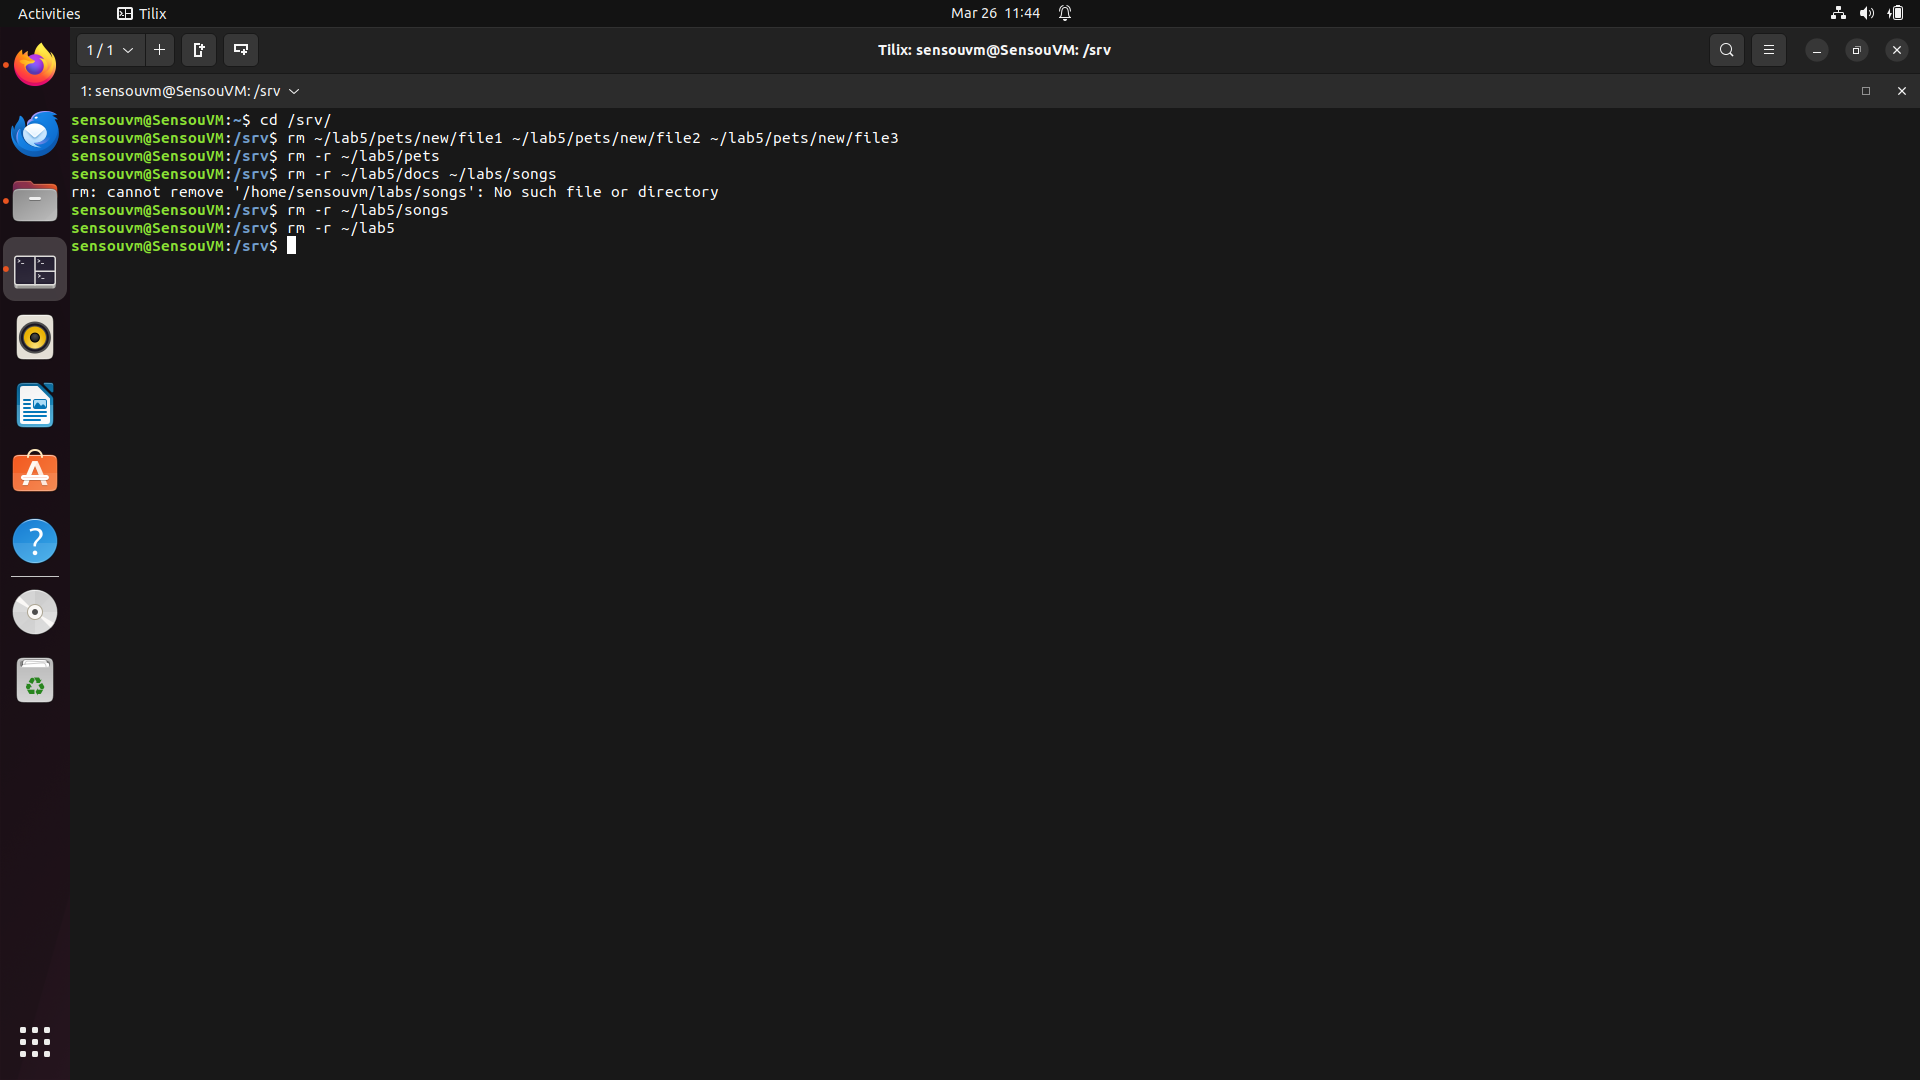 Activities Tilix Mar 26 11:44
1 / 1 Tilix: sensouvm@SensouVM: /srv
1: sensouvm@SensouVM: /srv
sensouvm@SensouVM:~$ cd /srv/
sensouvm@SensouVM:/srv$ rm ~/lab5/pets/new/file1 ~/lab5/pets/new/file2 ~/lab5/pets/new/file3
sensouvm@SensouVM:/srv$ rm -r ~/lab5/pets
sensouvm@SensouVM:/srv$ rm -r ~/lab5/docs ~/labs/songs
rm: cannot remove '/home/sensouvm/labs/songs': No such file or directory
sensouvm@SensouVM:/srv$ rm -r ~/lab5/songs
sensouvm@SensouVM:/srv$ rm -r ~/lab5
sensouvm@SensouVM:/srv$